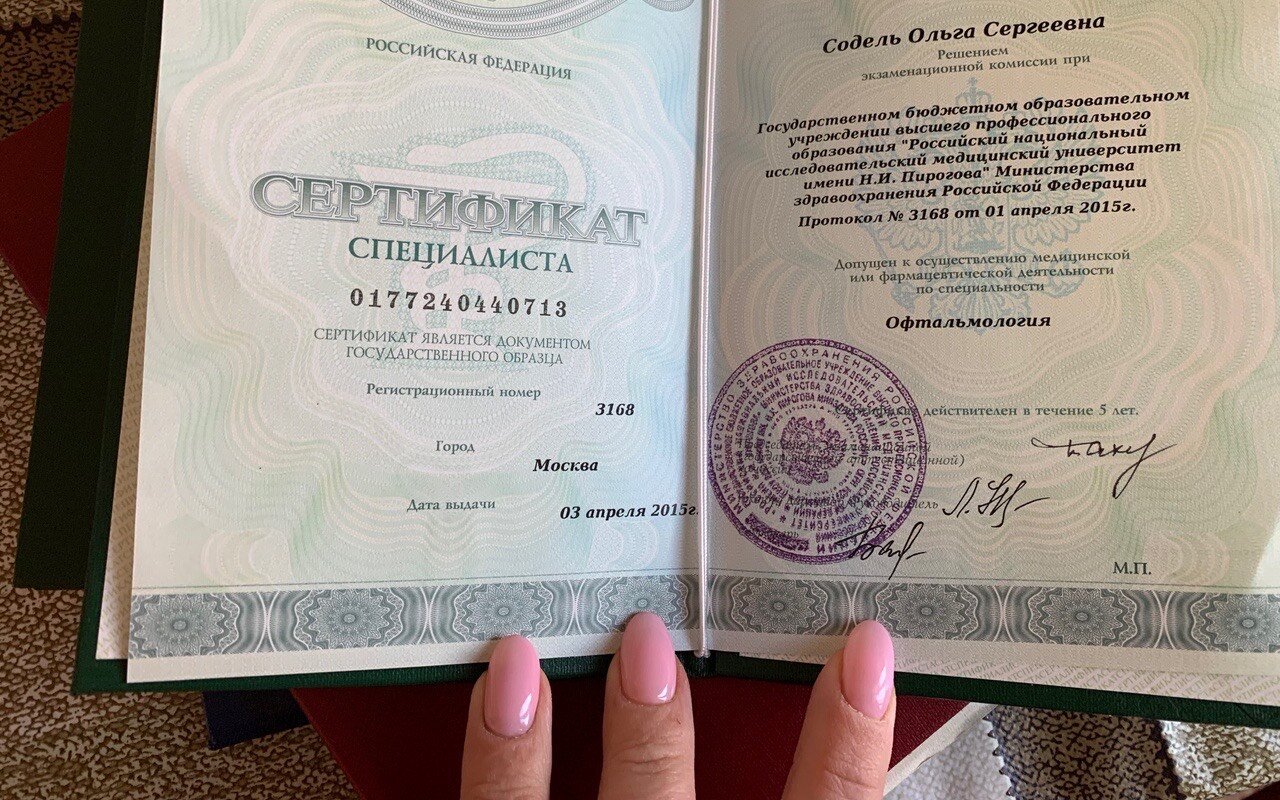 РОССИЙСКАЯ ФЕДЕРАЦИЯ
СЕРТИФИКАТ
СПЕЦИАЛИСТА
0177240440713
СЕРТИФИКАТ ЯВЛЯЕТСЯ ДОКУМЕНТОМ
ГОСУДАРСТВЕННОГО ОБРАЗЦА
Регистрационный номер
3168
Город
Москва
Дата выдачи
03 апреля 2015г.
Содель Ольга Сергеевна
Решением
экзаменационной комиссии при
Государственном бюджетном образовательном
учреждении высшего профессионального
образования "Российский национальный
исследовательский медицинский университет
имени Н.И. Пирогова" Министерства
здравоохранения Российской Федерации
Протокол № 3168 от 01 апреля 2015г.
Допущен к осуществлению медицинской
или фармацевтической деятельности
по специальности
Офтальмология
действителен в течение 5 лет.
М.П.